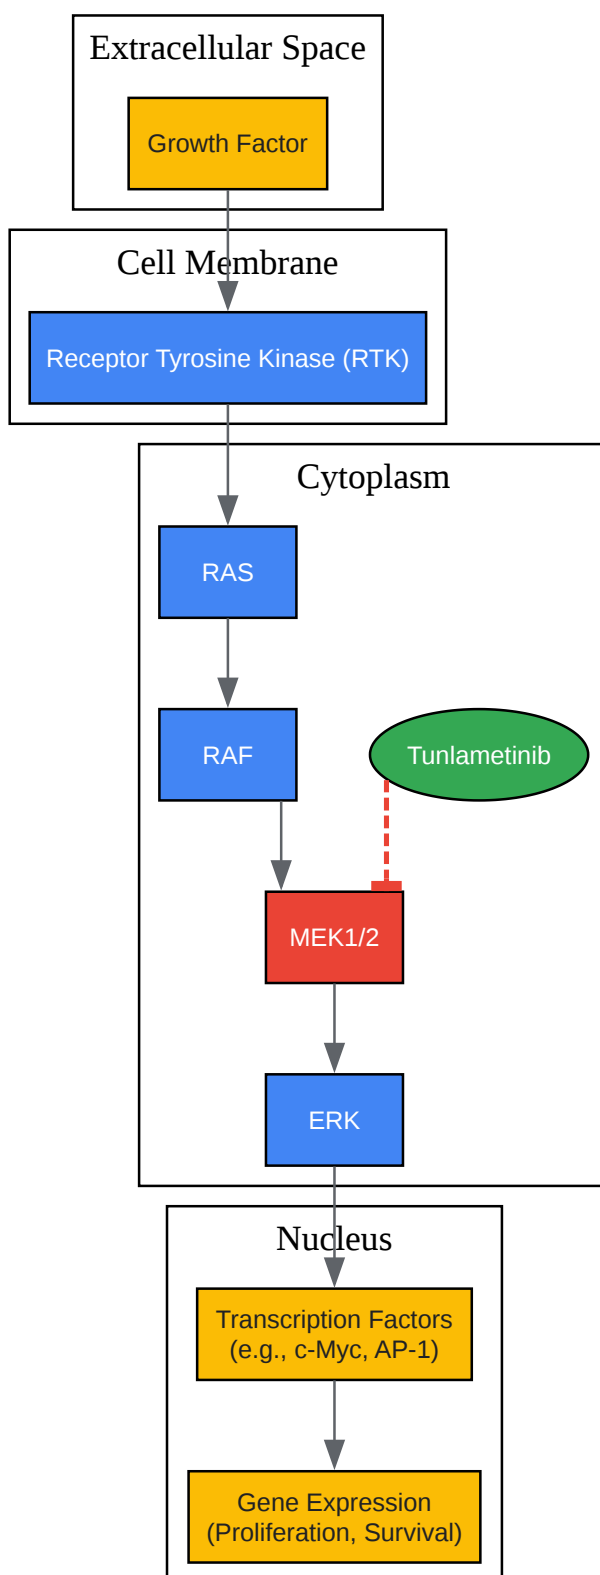 Extracellular Space
Growth Factor
Cell Membrane
Receptor Tyrosine Kinase (RTK)
Cytoplasm
RAS
RAF
Tunlametinib
MEK1/2
ERK
Nucleus
Transcription Factors
(e.g., c-Myc, AP-1)
Gene Expression
(Proliferation, Survival)